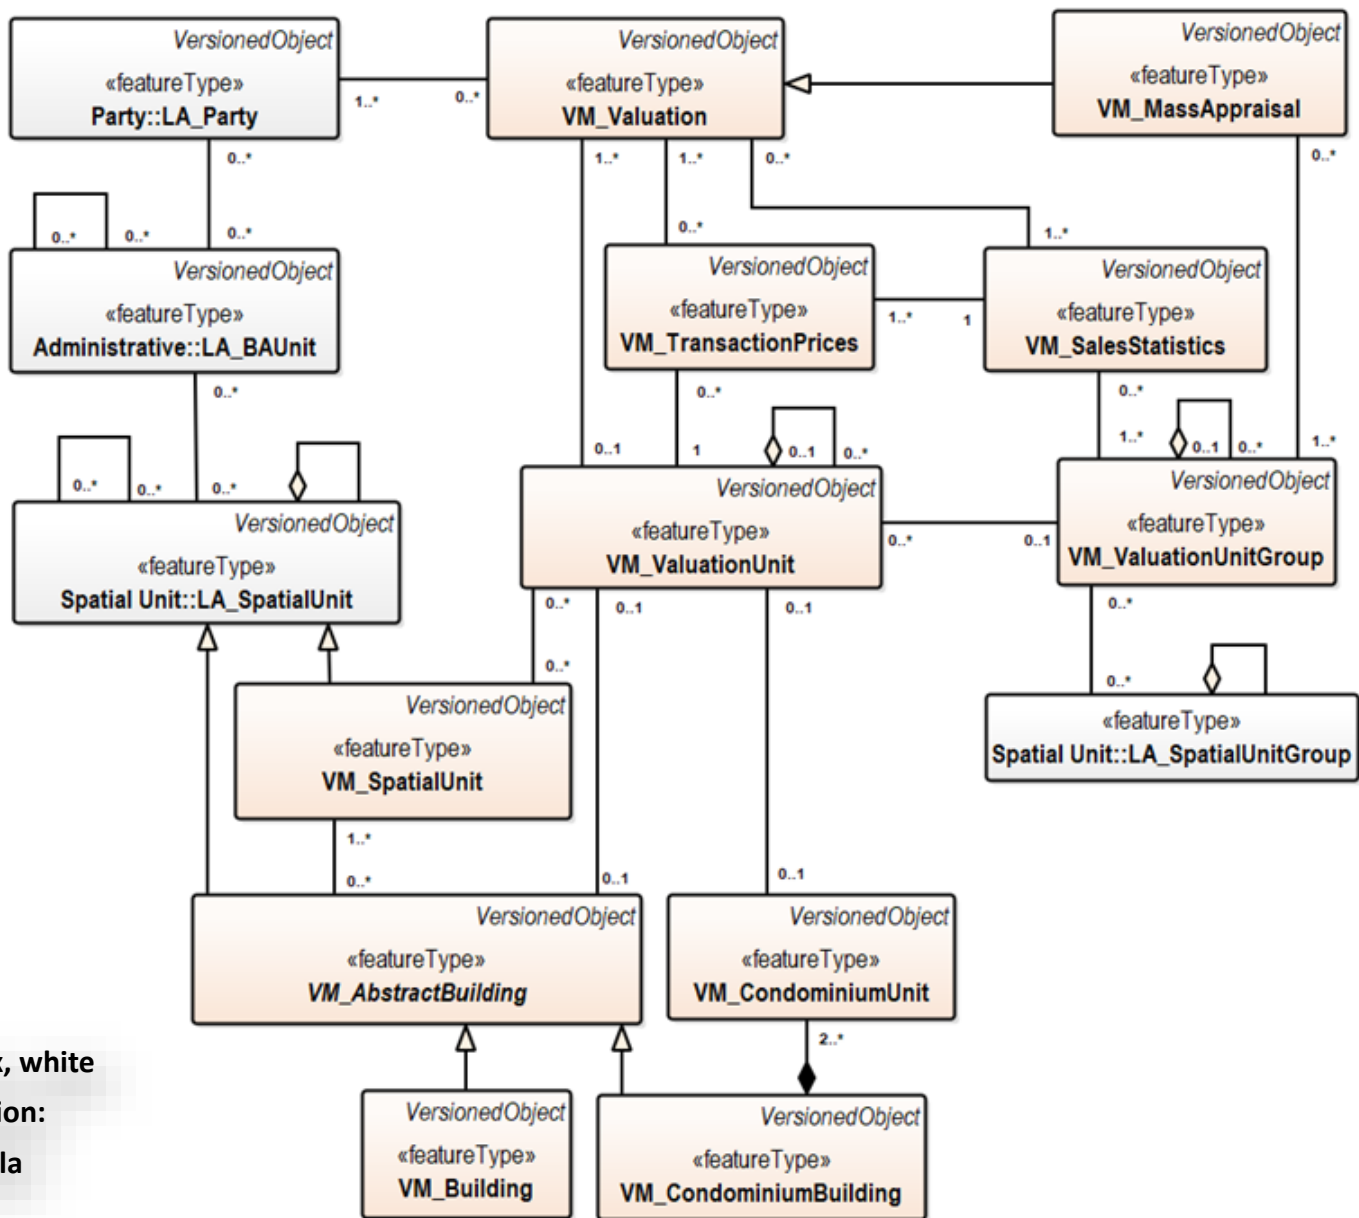 VersionedObject
«featureType»
Party::LA_Party
VersionedObject
«featureType»
VM_Valuation
VersionedObject
«featureType»
VM_MassAppraisal
1..*
0..*
0..*
1..*
1..*
0..*
0..*
0..*
0..*
0..*
0..*
1..*
VersionedObject
«featureType»
Administrative::LA_BAUnit
VersionedObject
«featureType»
VM_TransactionPrices
1..*
1
VersionedObject
«featureType»
VM_SalesStatistics
0..*
0..*
0..*
0..1
1
0..1
0..*
1..*
0..1
0..*
1..*
0..*
0..*
0..*
VersionedObject
«featureType»
Spatial Unit::LA_SpatialUnit
VersionedObject
«featureType»
VM_ValuationUnit
0..*
0..1
VersionedObject
«featureType»
VM_ValuationUnitGroup
0..*
0..1
0..1
0..*
0..*
0..*
VersionedObject
«featureType»
VM_SpatialUnit
«featureType»
Spatial Unit::LA_SpatialUnitGroup
1..*
0..*
0..1
0..1
VersionedObject
«featureType»
VM_AbstractBuilding
VersionedObject
«featureType»
VM_CondominiumUnit
2..*
x, white
ion:
la
VersionedObject
«featureType»
VM_Building
VersionedObject
«featureType»
VM_CondominiumBuilding